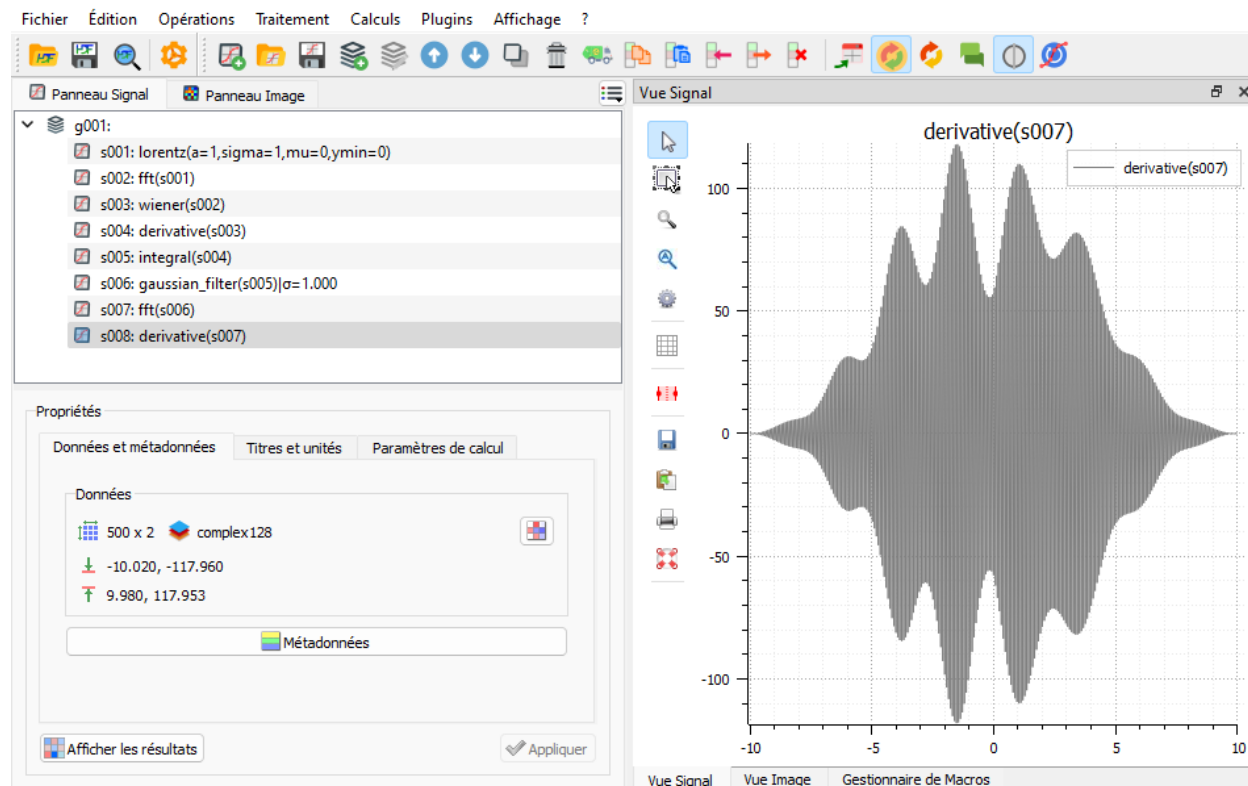 Fichier Édition Opérations Traitement Calculs Plugins Affichage ?
Panneau Signal Panneau Image
g001:
s001: lorentz(a=1,sigma=1,mu=0,ymin=0)
s002: fft(s001)
s003: wiener(s002)
s004: derivative(s003)
s005: integral(s004)
s006: gaussian_filter(s005)|σ=1.000
s007: fft(s006)
s008: derivative(s007)
Propriétés
Données et métadonnées Titres et unités Paramètres de calcul
Données
500 x 2 complex128
-10.020, -117.960
9.980, 117.953
Métadonnées
Afficher les résultats Appliquer
Vue Signal
derivative(s007)
derivative(s007)
100
50
0
-50
-100
-10 -5 0 5 10
Vue Signal Vue Image Gestionnaire de Macros